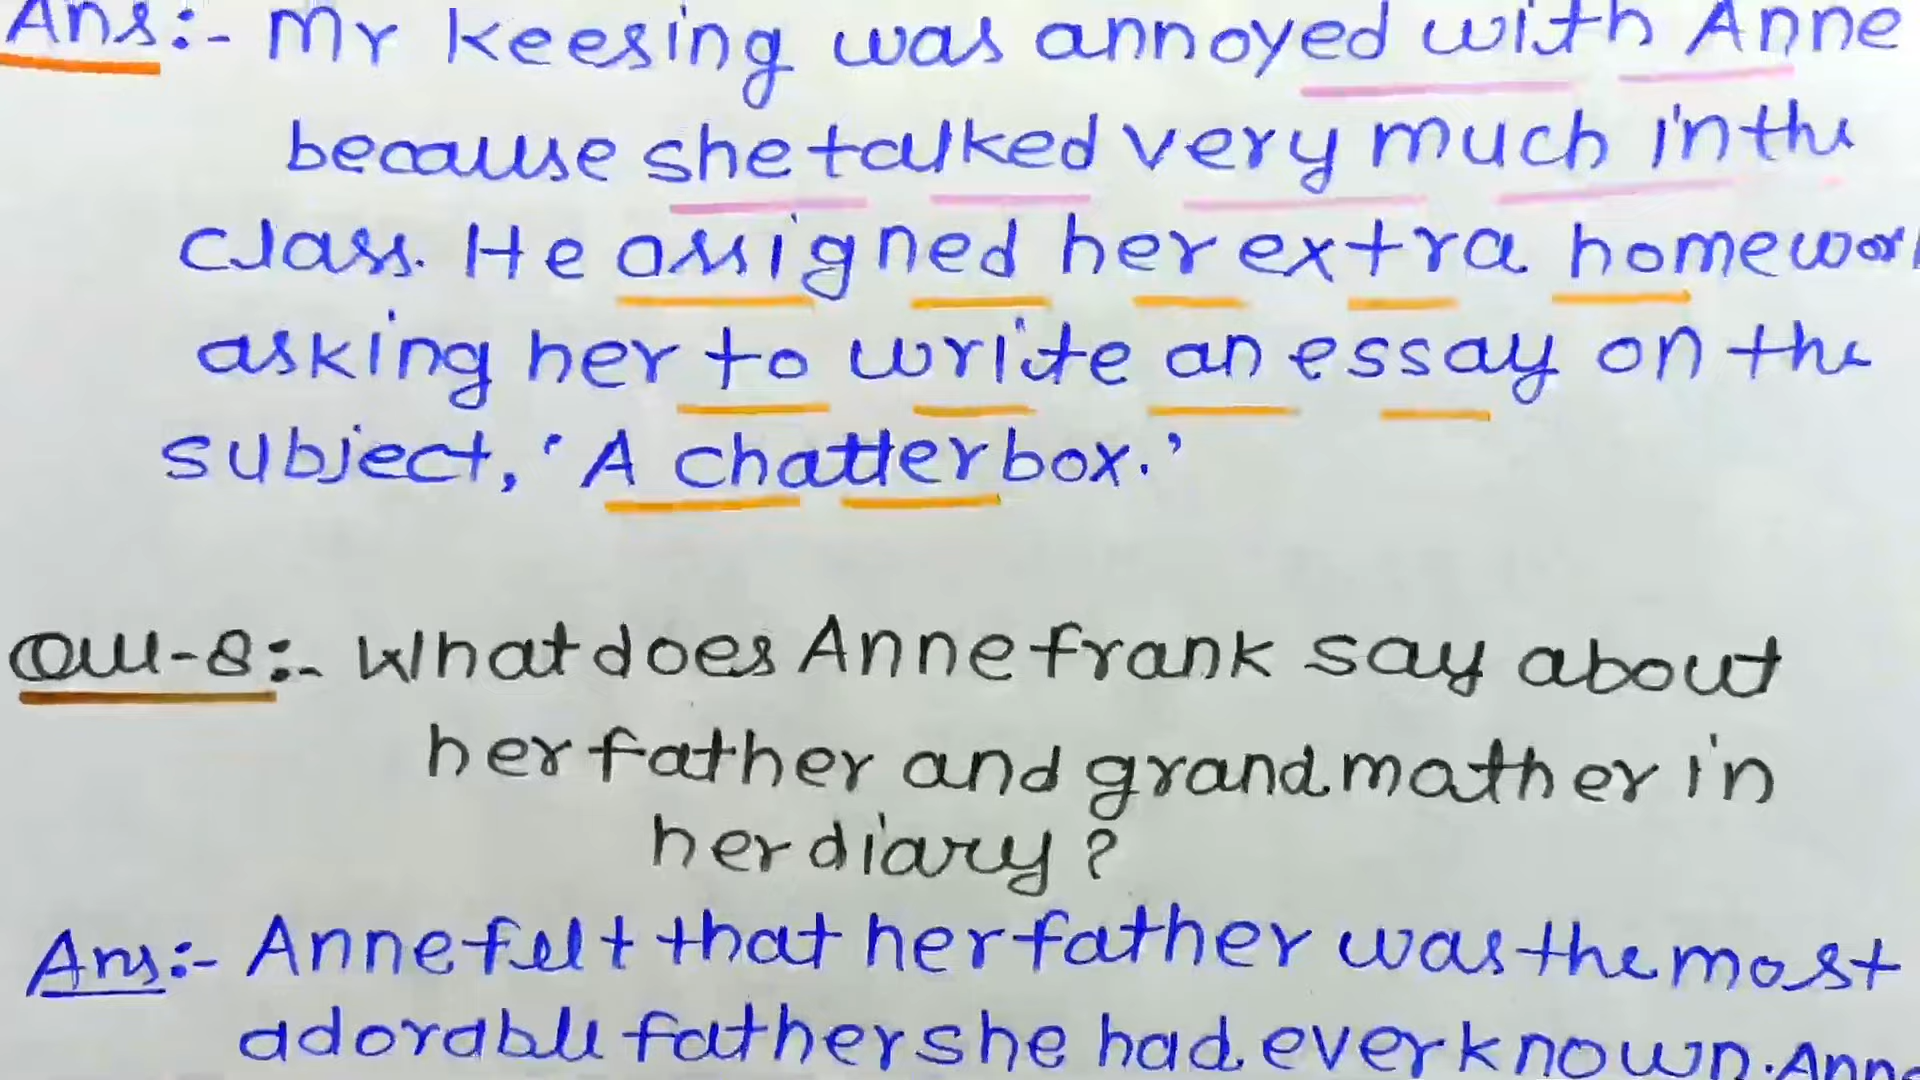 Ans:- Mr Keesing was annoyed with Anne
because she talked very much in the
class. He assigned her extra homewor
asking her to write an essay on the
subject, 'A chatterbox.'
Que-8:- What does Anne frank say about
her father and grandmother in
her diary?
Ans:- Anne felt that her father was the most
adorable father she had ever known. Anne